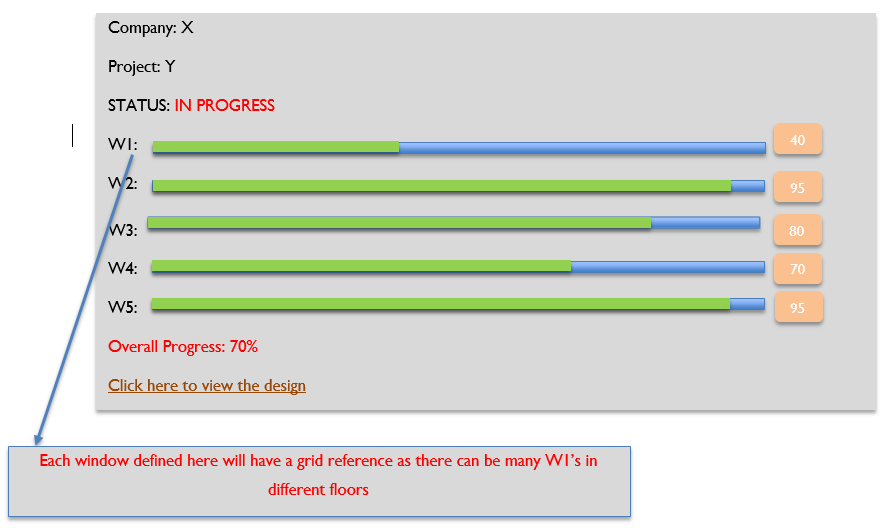 Company: X
Project: Y
STATUS: IN PROGRESS
W1: 40
W2: 95
W3: 80
W4: 70
W5: 95
Overall Progress: 70%
Click here to view the design
Each window defined here will have a grid reference as there can be many W1's in
different floors